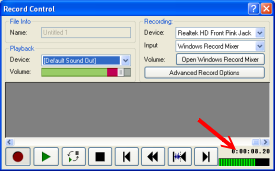 Record Control
File Info
Name: Untitled 1
Playback
Device: [Default Sound Out]
Volume:
Recording:
Device: Realtek HD Front Pink Jack
Input Windows Record Mixer
Volume: Open Windows Record Mixer
Advanced Record Options
0:00:00.20